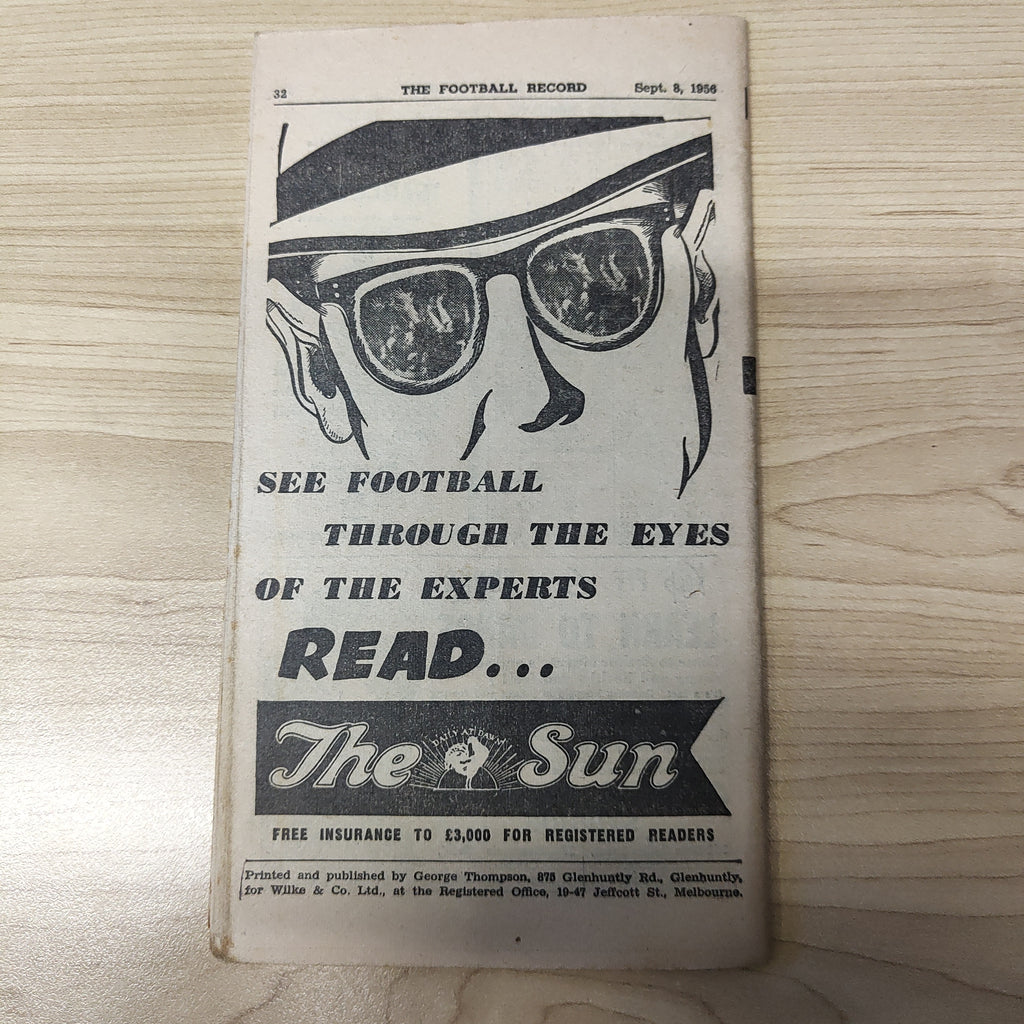 32 THE FOOTBALL RECORD Sept. 8, 1956
SEE FOOTBALL
THROUGH THE EYES
OF THE EXPERTS
READ...
The DAILY AT DAWN Sun
FREE INSURANCE TO £3,000 FOR REGISTERED READERS
Printed and published by George Thompson, 875 Glenhuntly Rd., Glenhuntly,
for Wilke & Co. Ltd., at the Registered Office, 19-47 Jeffcott St., Melbourne.